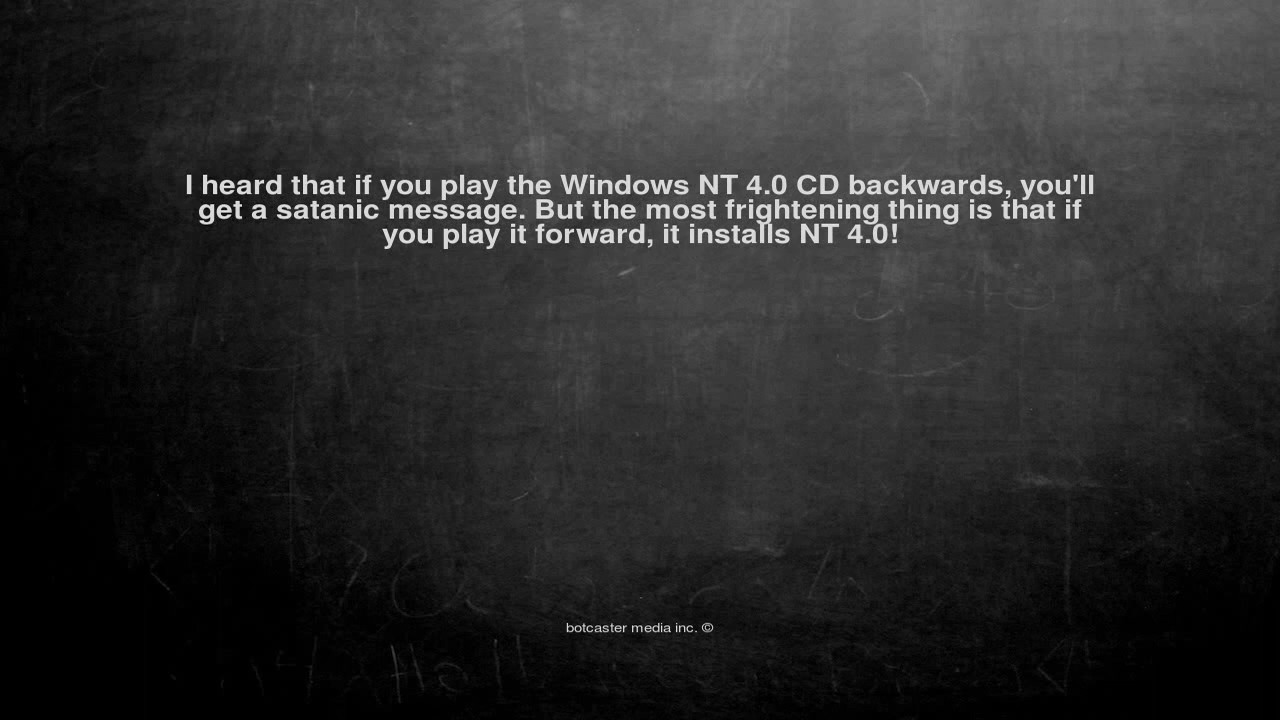 I heard that if you play the Windows NT 4.0 CD backwards, you'll
get a satanic message. But the most frightening thing is that if
you play it forward, it installs NT 4.0!
botcaster media inc. ©